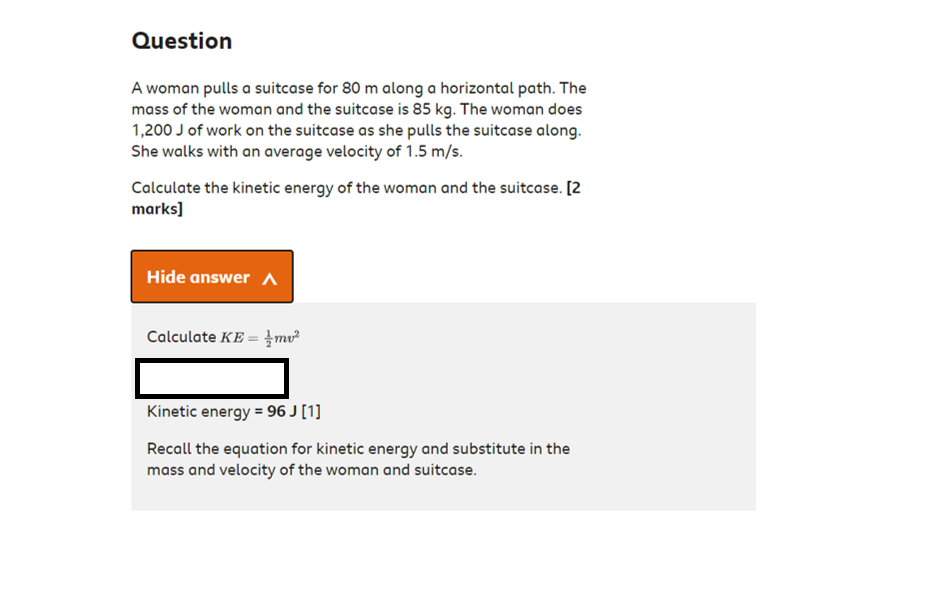 Question
A woman pulls a suitcase for 80 m along a horizontal path. The
mass of the woman and the suitcase is 85 kg. The woman does
1,200 J of work on the suitcase as she pulls the suitcase along.
She walks with an average velocity of 1.5 m/s.
Calculate the kinetic energy of the woman and the suitcase. [2
marks]
Hide answer
Calculate KE = ½mv²
Kinetic energy = 96 J [1]
Recall the equation for kinetic energy and substitute in the
mass and velocity of the woman and suitcase.